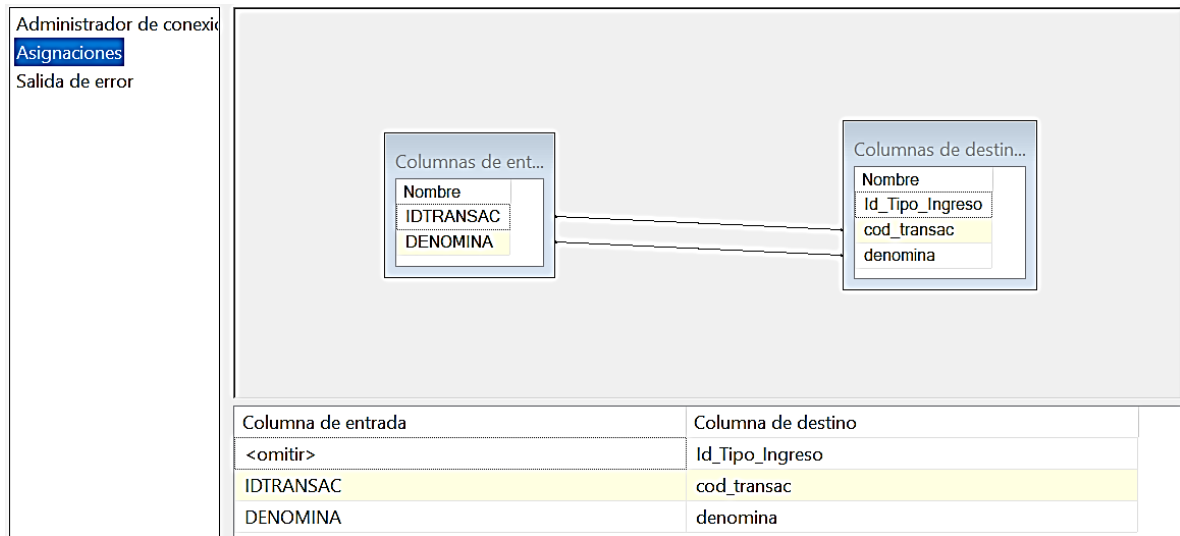 Administrador de conexi
Asignaciones
Salida de error
Columnas de ent...
Nombre
IDTRANSAC
DENOMINA
Columnas de destin...
Nombre
Id_Tipo_Ingreso
cod_transac
denomina
Columna de entrada Columna de destino
<omitir> Id_Tipo_Ingreso
IDTRANSAC cod_transac
DENOMINA denomina